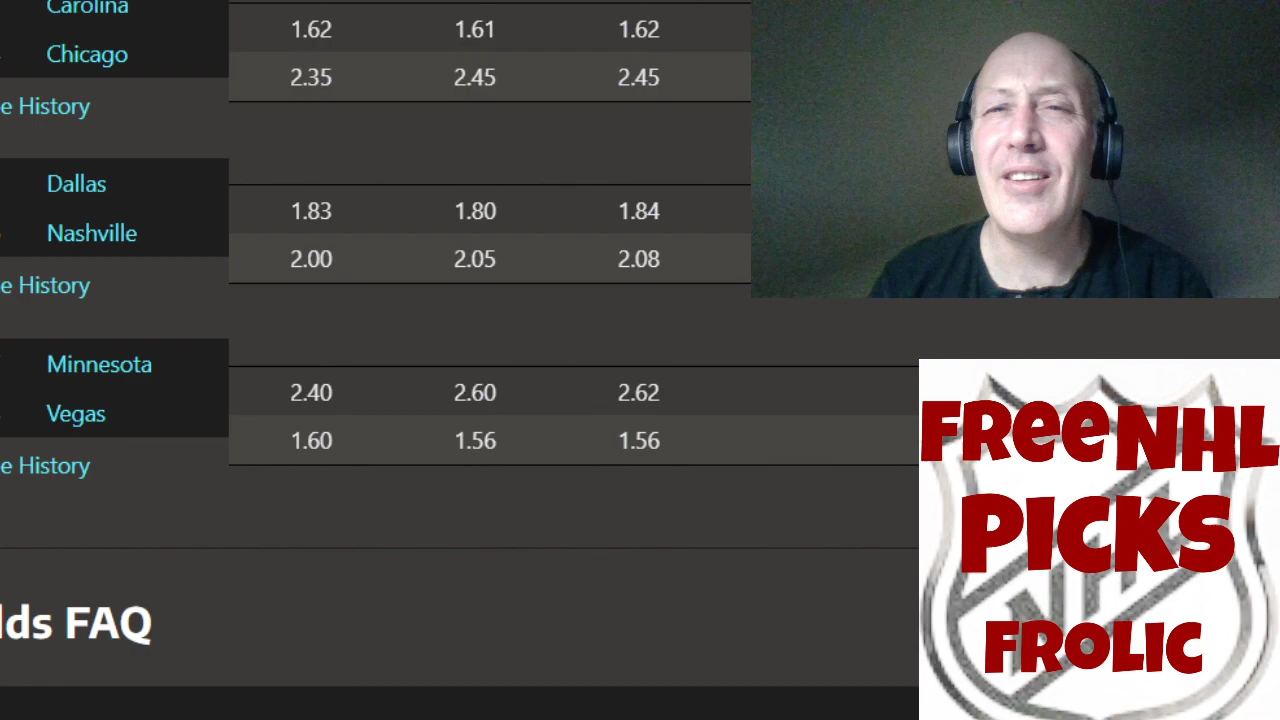 Carolina
1.62 1.61 1.62
Chicago
2.35 2.45 2.45
e History
Dallas
1.83 1.80 1.84
Nashville
2.00 2.05 2.08
e History
Minnesota
2.40 2.60 2.62
Vegas
1.60 1.56 1.56
e History
lds FAQ
FReeNHL
PICKS
FROLIC
NHL